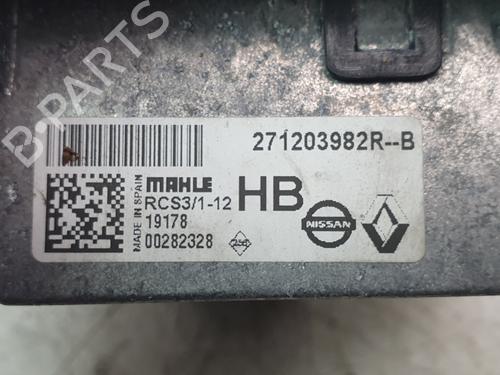 B-PARTS
271203982R--B
MADE IN SPAIN
MAHLE
RCS3/1-12
19178
00282328
HB
NISSAN